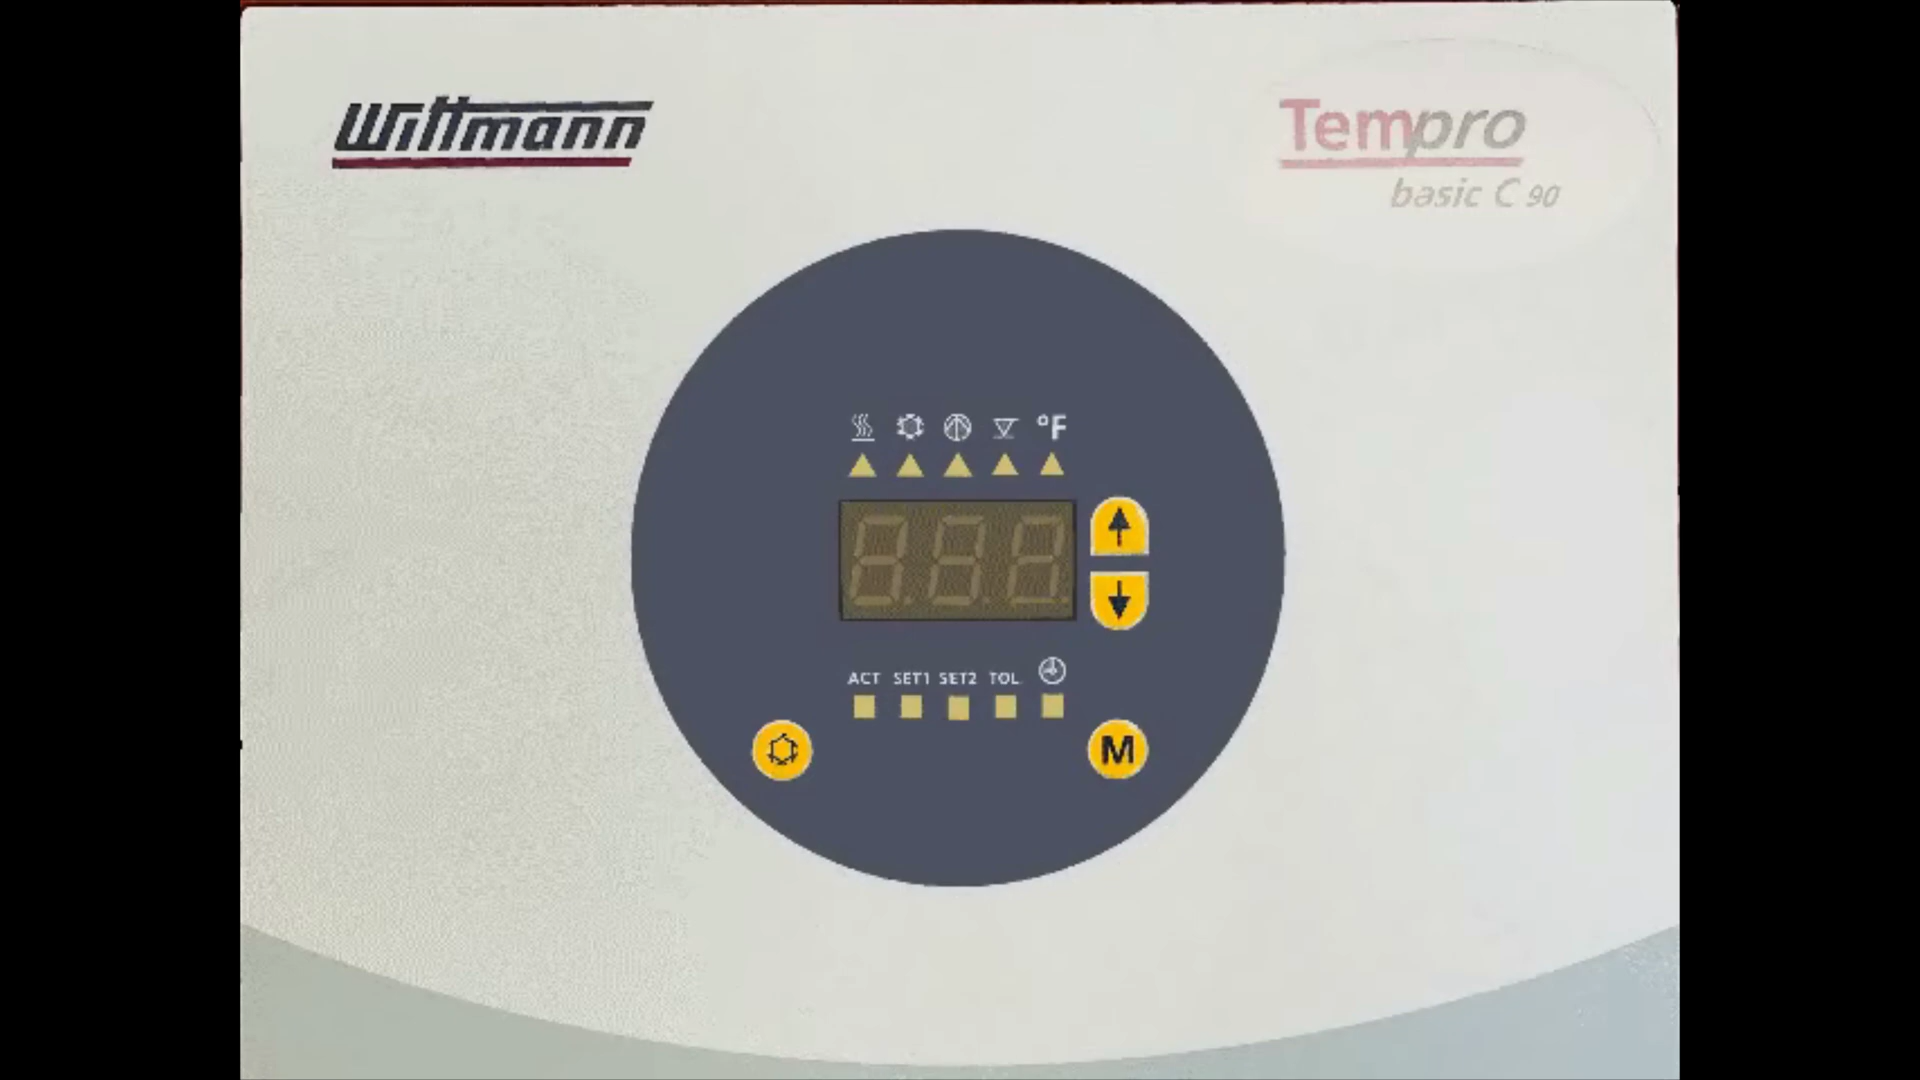 Wittmann
Tempro
basic C 90
°F
ACT SET1 SET2 TOL
M